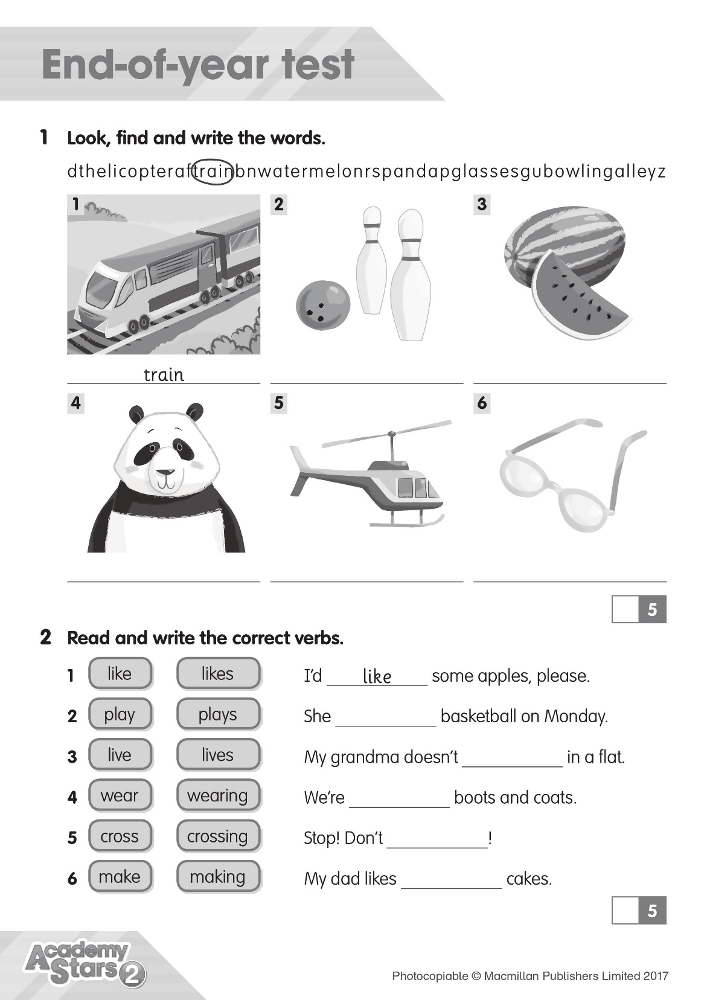 End-of-year test
1 Look, find and write the words.
dthelicopteraftrainbnwatermelonrspandapglassesgubowlingalleyz
1 2 3
train
4 5 6
5
2 Read and write the correct verbs.
1 like likes I'd like some apples, please.
2 play plays She basketball on Monday.
3 live lives My grandma doesn't in a flat.
4 wear wearing We're boots and coats.
5 cross crossing Stop! Don't !
6 make making My dad likes cakes.
5
Academy
Stars 2
Photocopiable © Macmillan Publishers Limited 2017